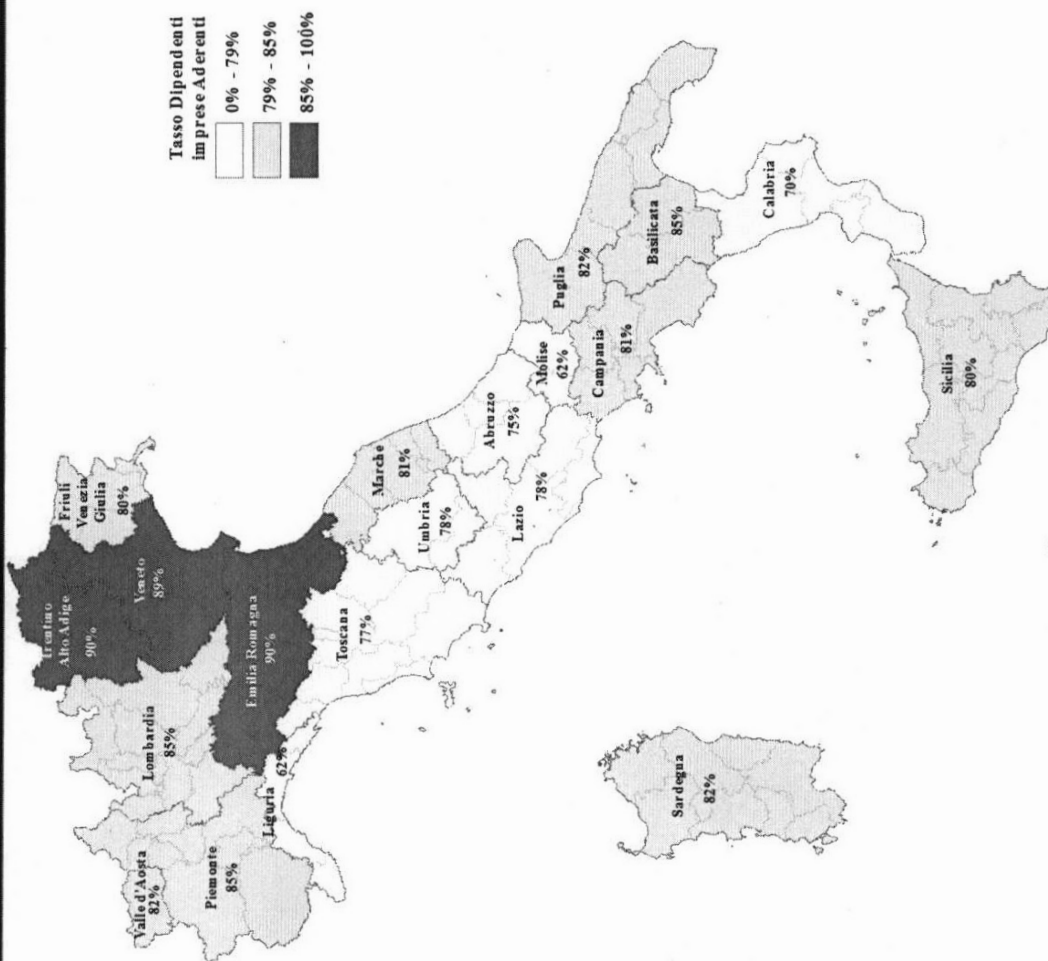 Tasso Dipendenti
imprese Aderenti
0% - 79%
79% - 85%
85% - 100%
Trentino
Alto Adige
90%
Friuli
Venezia
Giulia
80%
Veneto
89%
Valle d'Aosta
82%
Lombardia
85%
Piemonte
85%
Emilia Romagna
90%
Liguria
62%
Toscana
77%
Marche
81%
Umbria
78%
Abruzzo
75%
Lazio
78%
Molise
62%
Puglia
82%
Campania
81%
Basilicata
85%
Calabria
70%
Sardegna
82%
Sicilia
80%